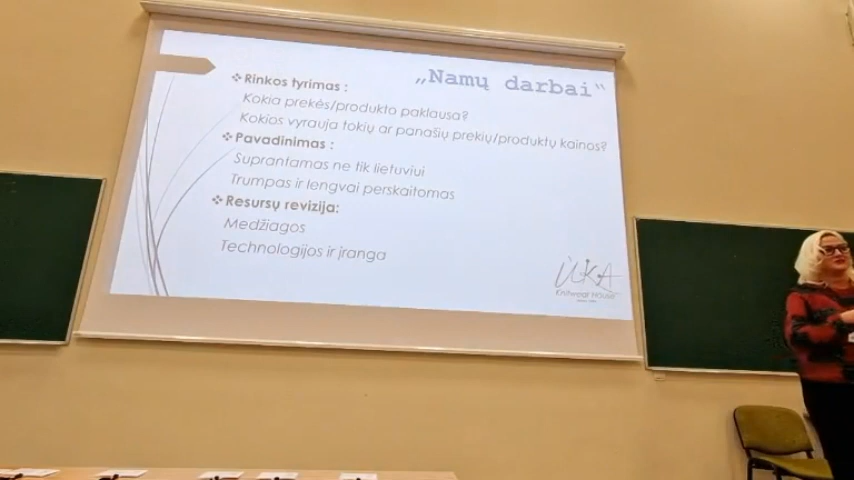 „Namų darbai“
❖Rinkos tyrimas :
Kokia prekės/produkto paklausa?
Kokios vyrauja tokių ar panašių prekių/produktų kainos?
❖Pavadinimas :
Suprantamas ne tik lietuviui
Trumpas ir lengvai perskaitomas
❖Resursų revizija:
Medžiagos
Technologijos ir įranga
Knitwear House